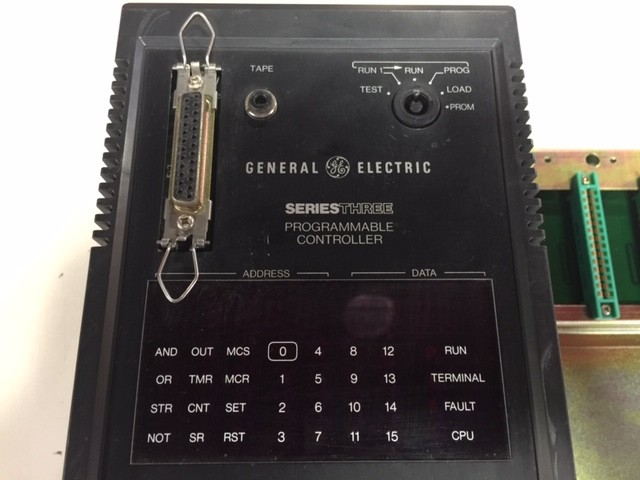 TAPE
RUN 1 RUN PROG
TEST LOAD
PROM
GENERAL GE ELECTRIC
SERIES THREE
PROGRAMMABLE
CONTROLLER
ADDRESS DATA
AND OUT MCS 0 4 8 12 RUN
OR TMR MCR 1 5 9 13 TERMINAL
STR CNT SET 2 6 10 14 FAULT
NOT SR RST 3 7 11 15 CPU